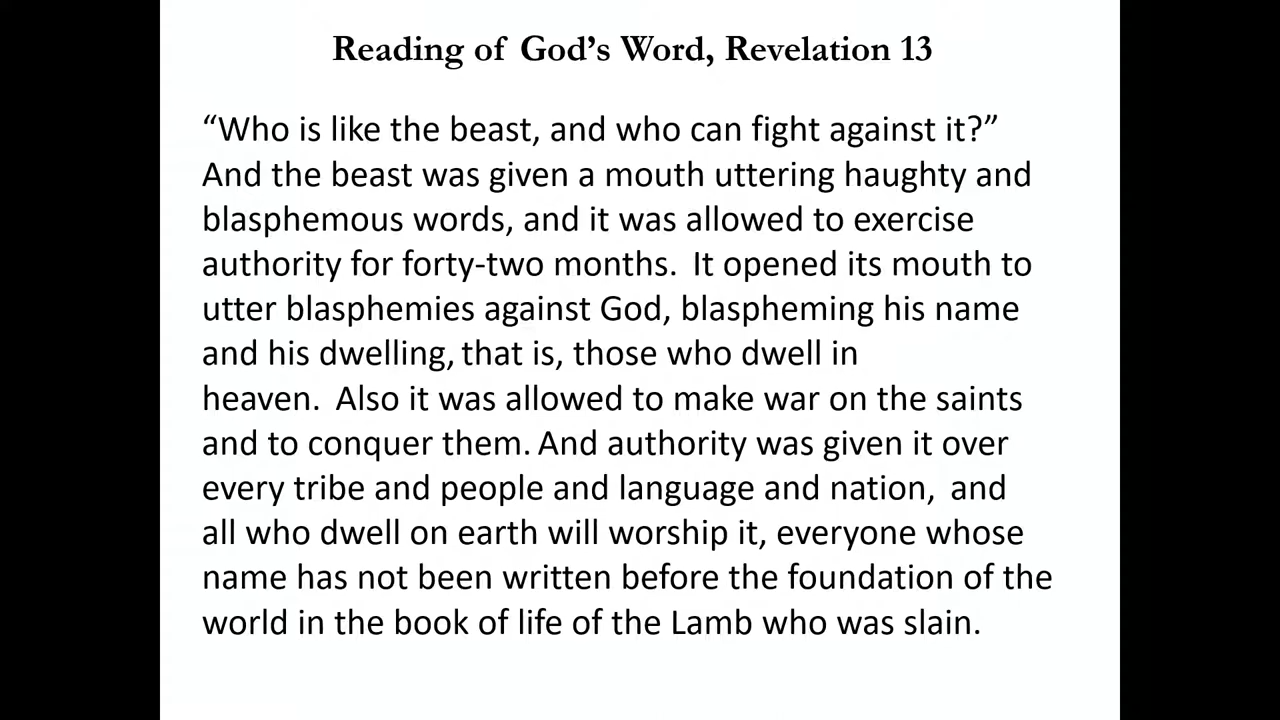 Reading of God’s Word, Revelation 13
“Who is like the beast, and who can fight against it?”
And the beast was given a mouth uttering haughty and
blasphemous words, and it was allowed to exercise
authority for forty-two months.  It opened its mouth to
utter blasphemies against God, blaspheming his name
and his dwelling, that is, those who dwell in
heaven.  Also it was allowed to make war on the saints
and to conquer them. And authority was given it over
every tribe and people and language and nation,  and
all who dwell on earth will worship it, everyone whose
name has not been written before the foundation of the
world in the book of life of the Lamb who was slain.